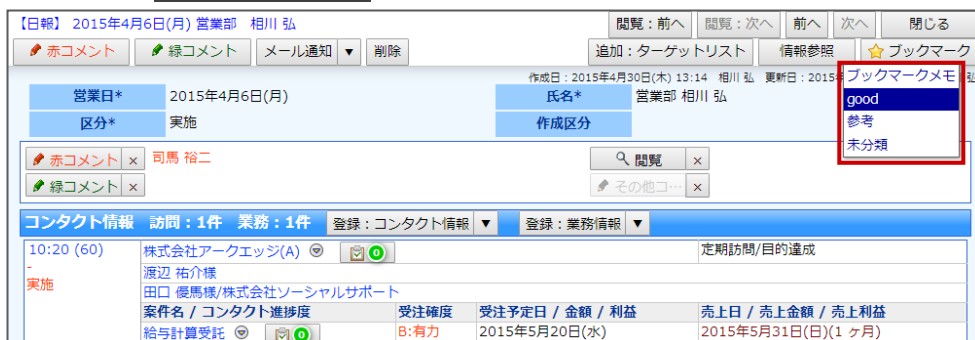 【日報】 2015年4月6日(月) 営業部　相川 弘 閲覧：前へ 閲覧：次へ 前へ 次へ 閉じる
赤コメント 緑コメント メール通知 ▼ 削除 追加：ターゲットリスト 情報参照 ブックマーク
作成日：2015年4月30日(木) 13:14 相川 弘 更新日：2015
ブックマークメモ
good
参考
未分類
営業日* 2015年4月6日(月) 氏名* 営業部 相川 弘
区分* 実施 作成区分
赤コメント × 司馬 裕二 閲覧 ×
緑コメント × その他コ… ×
コンタクト情報 訪問：1件 業務：1件 登録：コンタクト情報 ▼ 登録：業務情報 ▼
10:20 (60) 株式会社アークエッジ(A) 0 定期訪問/目的達成
- 渡辺 祐介様
実施 田口 優馬様/株式会社ソーシャルサポート
案件名 / コンタクト進捗度 受注確度 受注予定日 / 金額 / 利益 売上日 / 売上金額 / 売上利益
給与計算受託 0 B:有力 2015年5月20日(水) 2015年5月31日(日)(1 ヶ月)